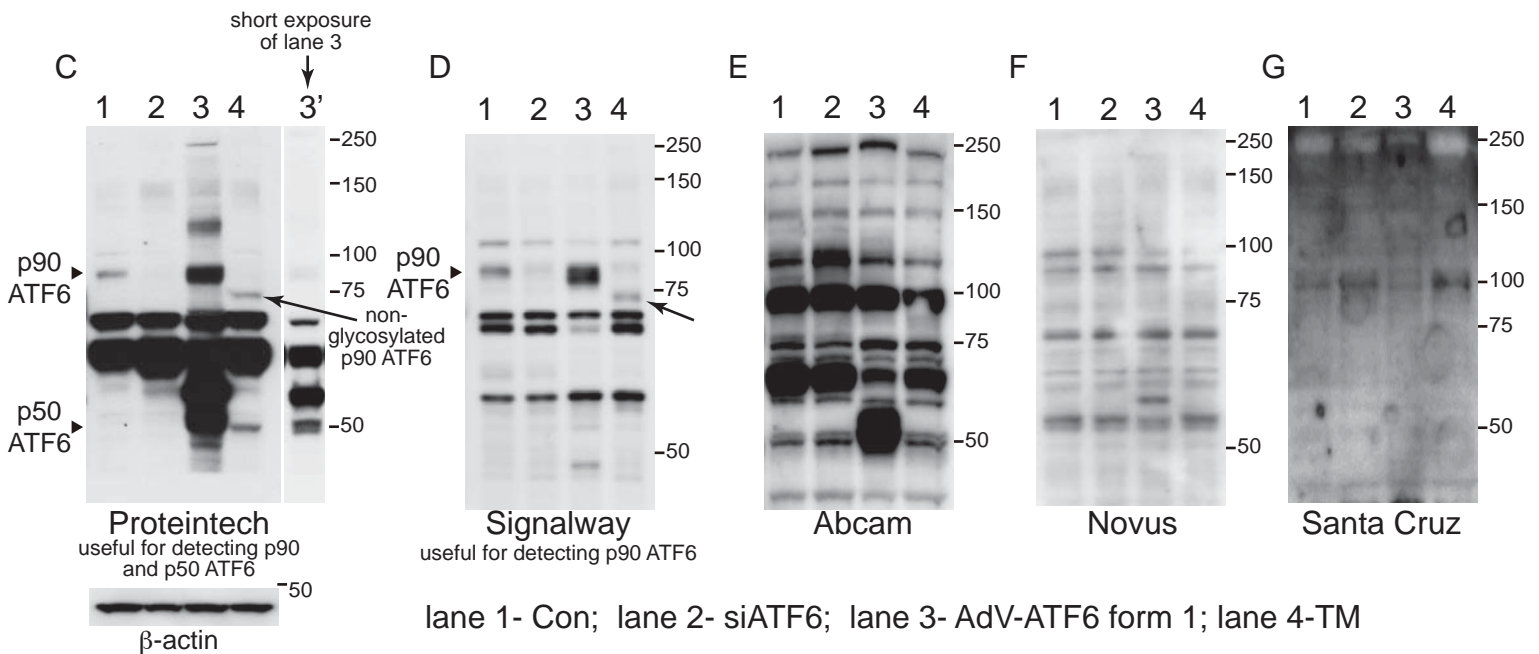 short exposure
of lane 3
C
1 2 3 4 3’
p90
ATF6
p50
ATF6
-250
-150
-100
-75
-50
non-
glycosylated
p90 ATF6
Proteintech
useful for detecting p90
and p50 ATF6
-50
β-actin
D
1 2 3 4
p90
ATF6
-250
-150
-100
-75
-50
Signalway
useful for detecting p90 ATF6
E
1 2 3 4
-250
-150
-100
-75
-50
Abcam
F
1 2 3 4
-250
-150
-100
-75
-50
Novus
G
1 2 3 4
-250
-150
-100
-75
-50
Santa Cruz
lane 1- Con; lane 2- siATF6; lane 3- AdV-ATF6 form 1; lane 4-TM